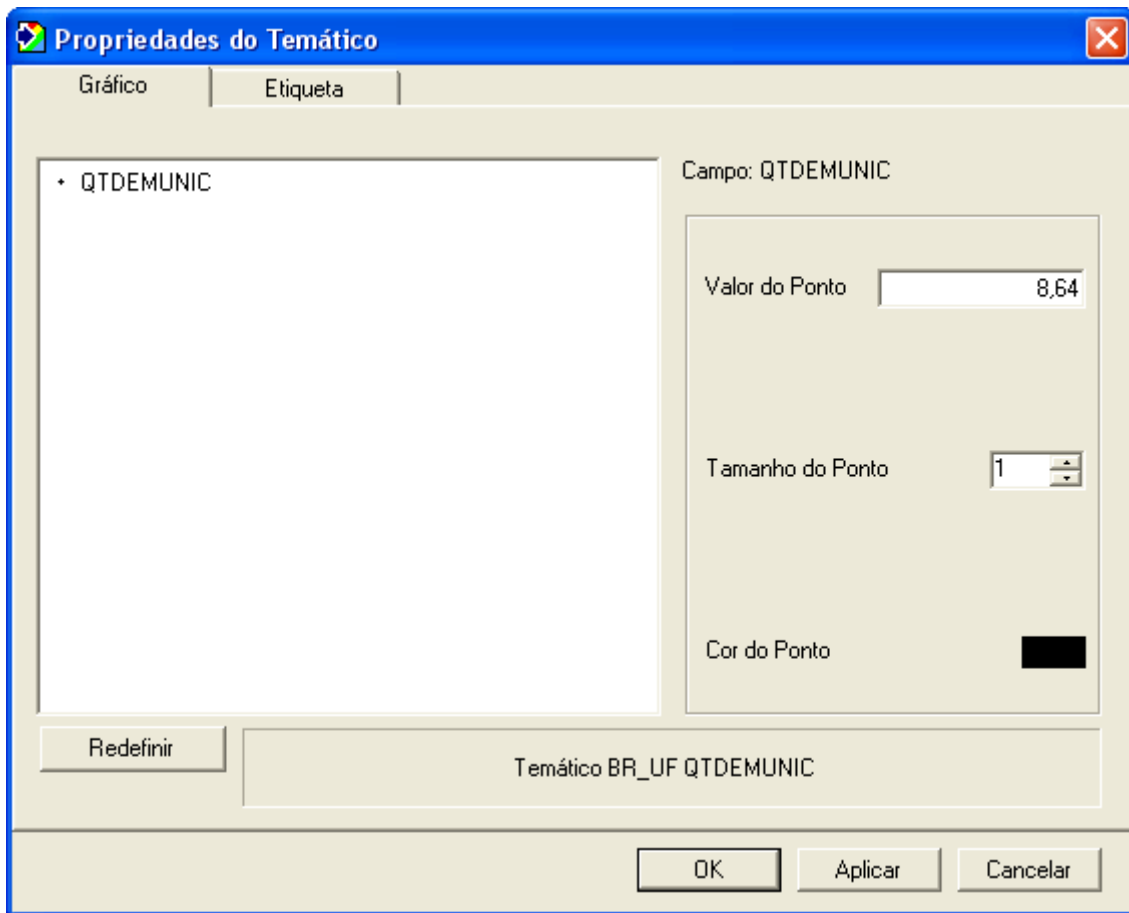 Propriedades do Temático
Gráfico
Etiqueta
QTDEMUNIC
Campo: QTDEMUNIC
Valor do Ponto 8,64
Tamanho do Ponto 1
Cor do Ponto
Redefinir
Temático BR_UF QTDEMUNIC
OK Aplicar Cancelar